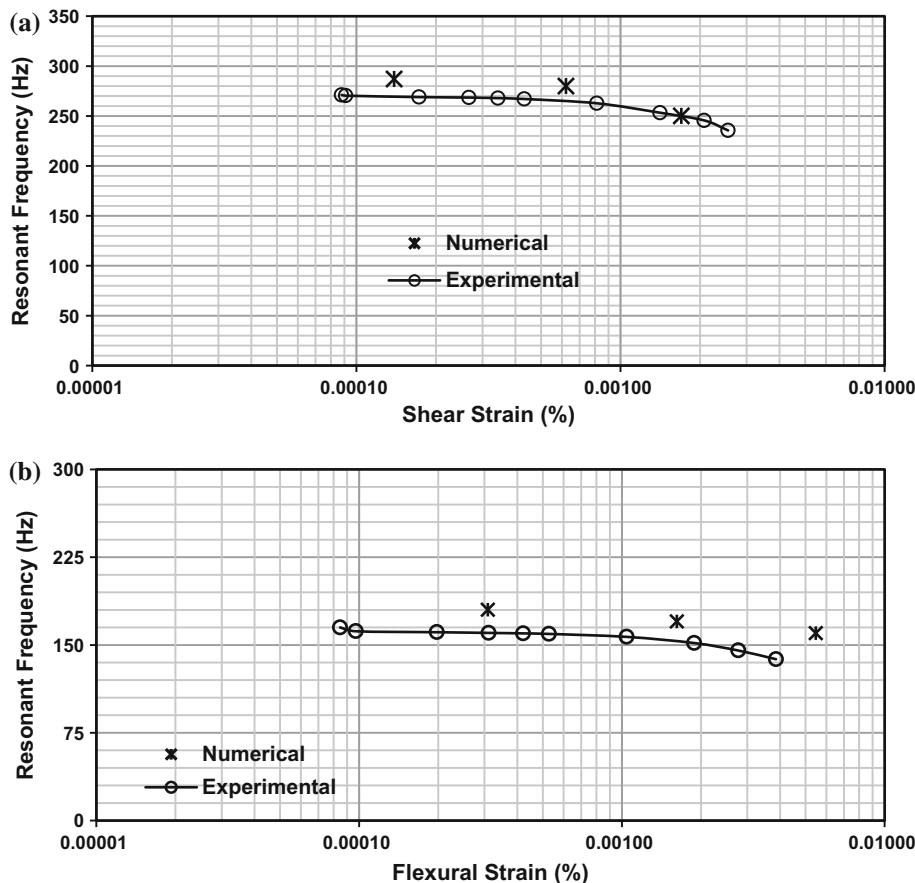 (a)
350
300
250
200
150
100
50
0
Resonant Frequency (Hz)
Numerical
Experimental
0.00001
0.00010
0.00100
0.01000
Shear Strain (%)
(b)
300
225
150
75
0
Resonant Frequency (Hz)
Numerical
Experimental
0.00001
0.00010
0.00100
0.01000
Flexural Strain (%)